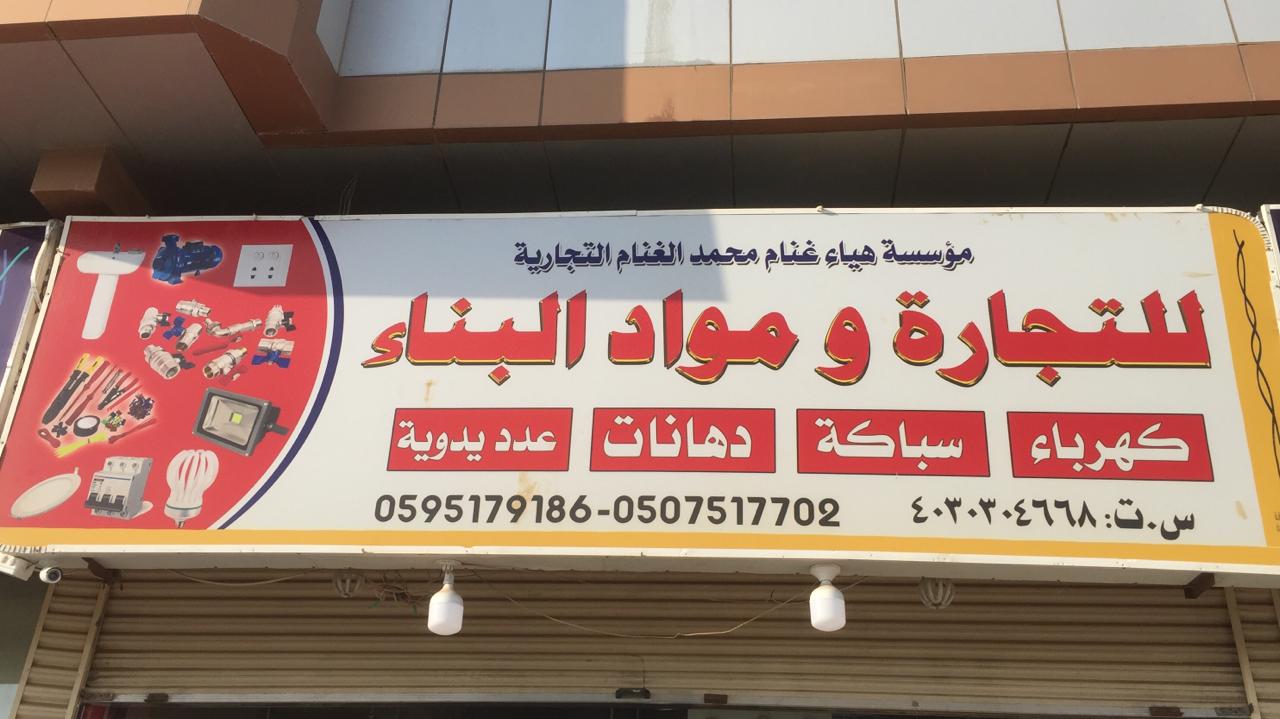 مؤسسة هياء غنام محمد الغنام التجارية
للتجارة و مواد البناء
كهرباء سباكة دهانات عدد يدوية
س.ت: ٤٠٣٠٣٠٤٦٦٨ 0595179186-0507517702